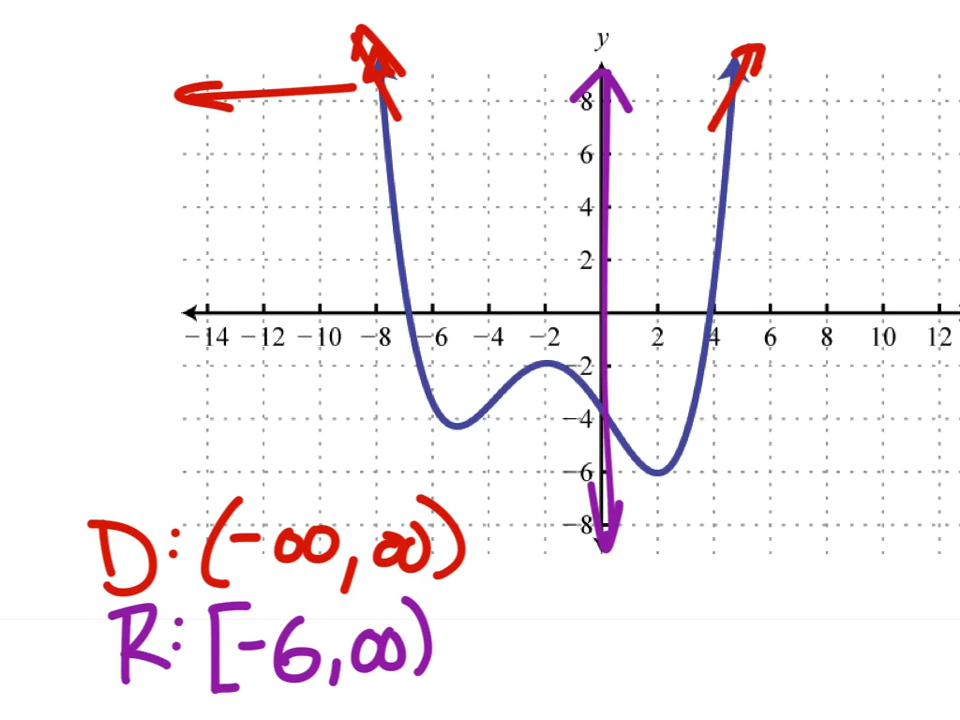 y
8
6
4
2
−14 −12 −10 −8 −6 −4 −2 2 4 6 8 10 12
−2
−4
−6
−8
D: (-∞, ∞)
R: [-6, ∞)